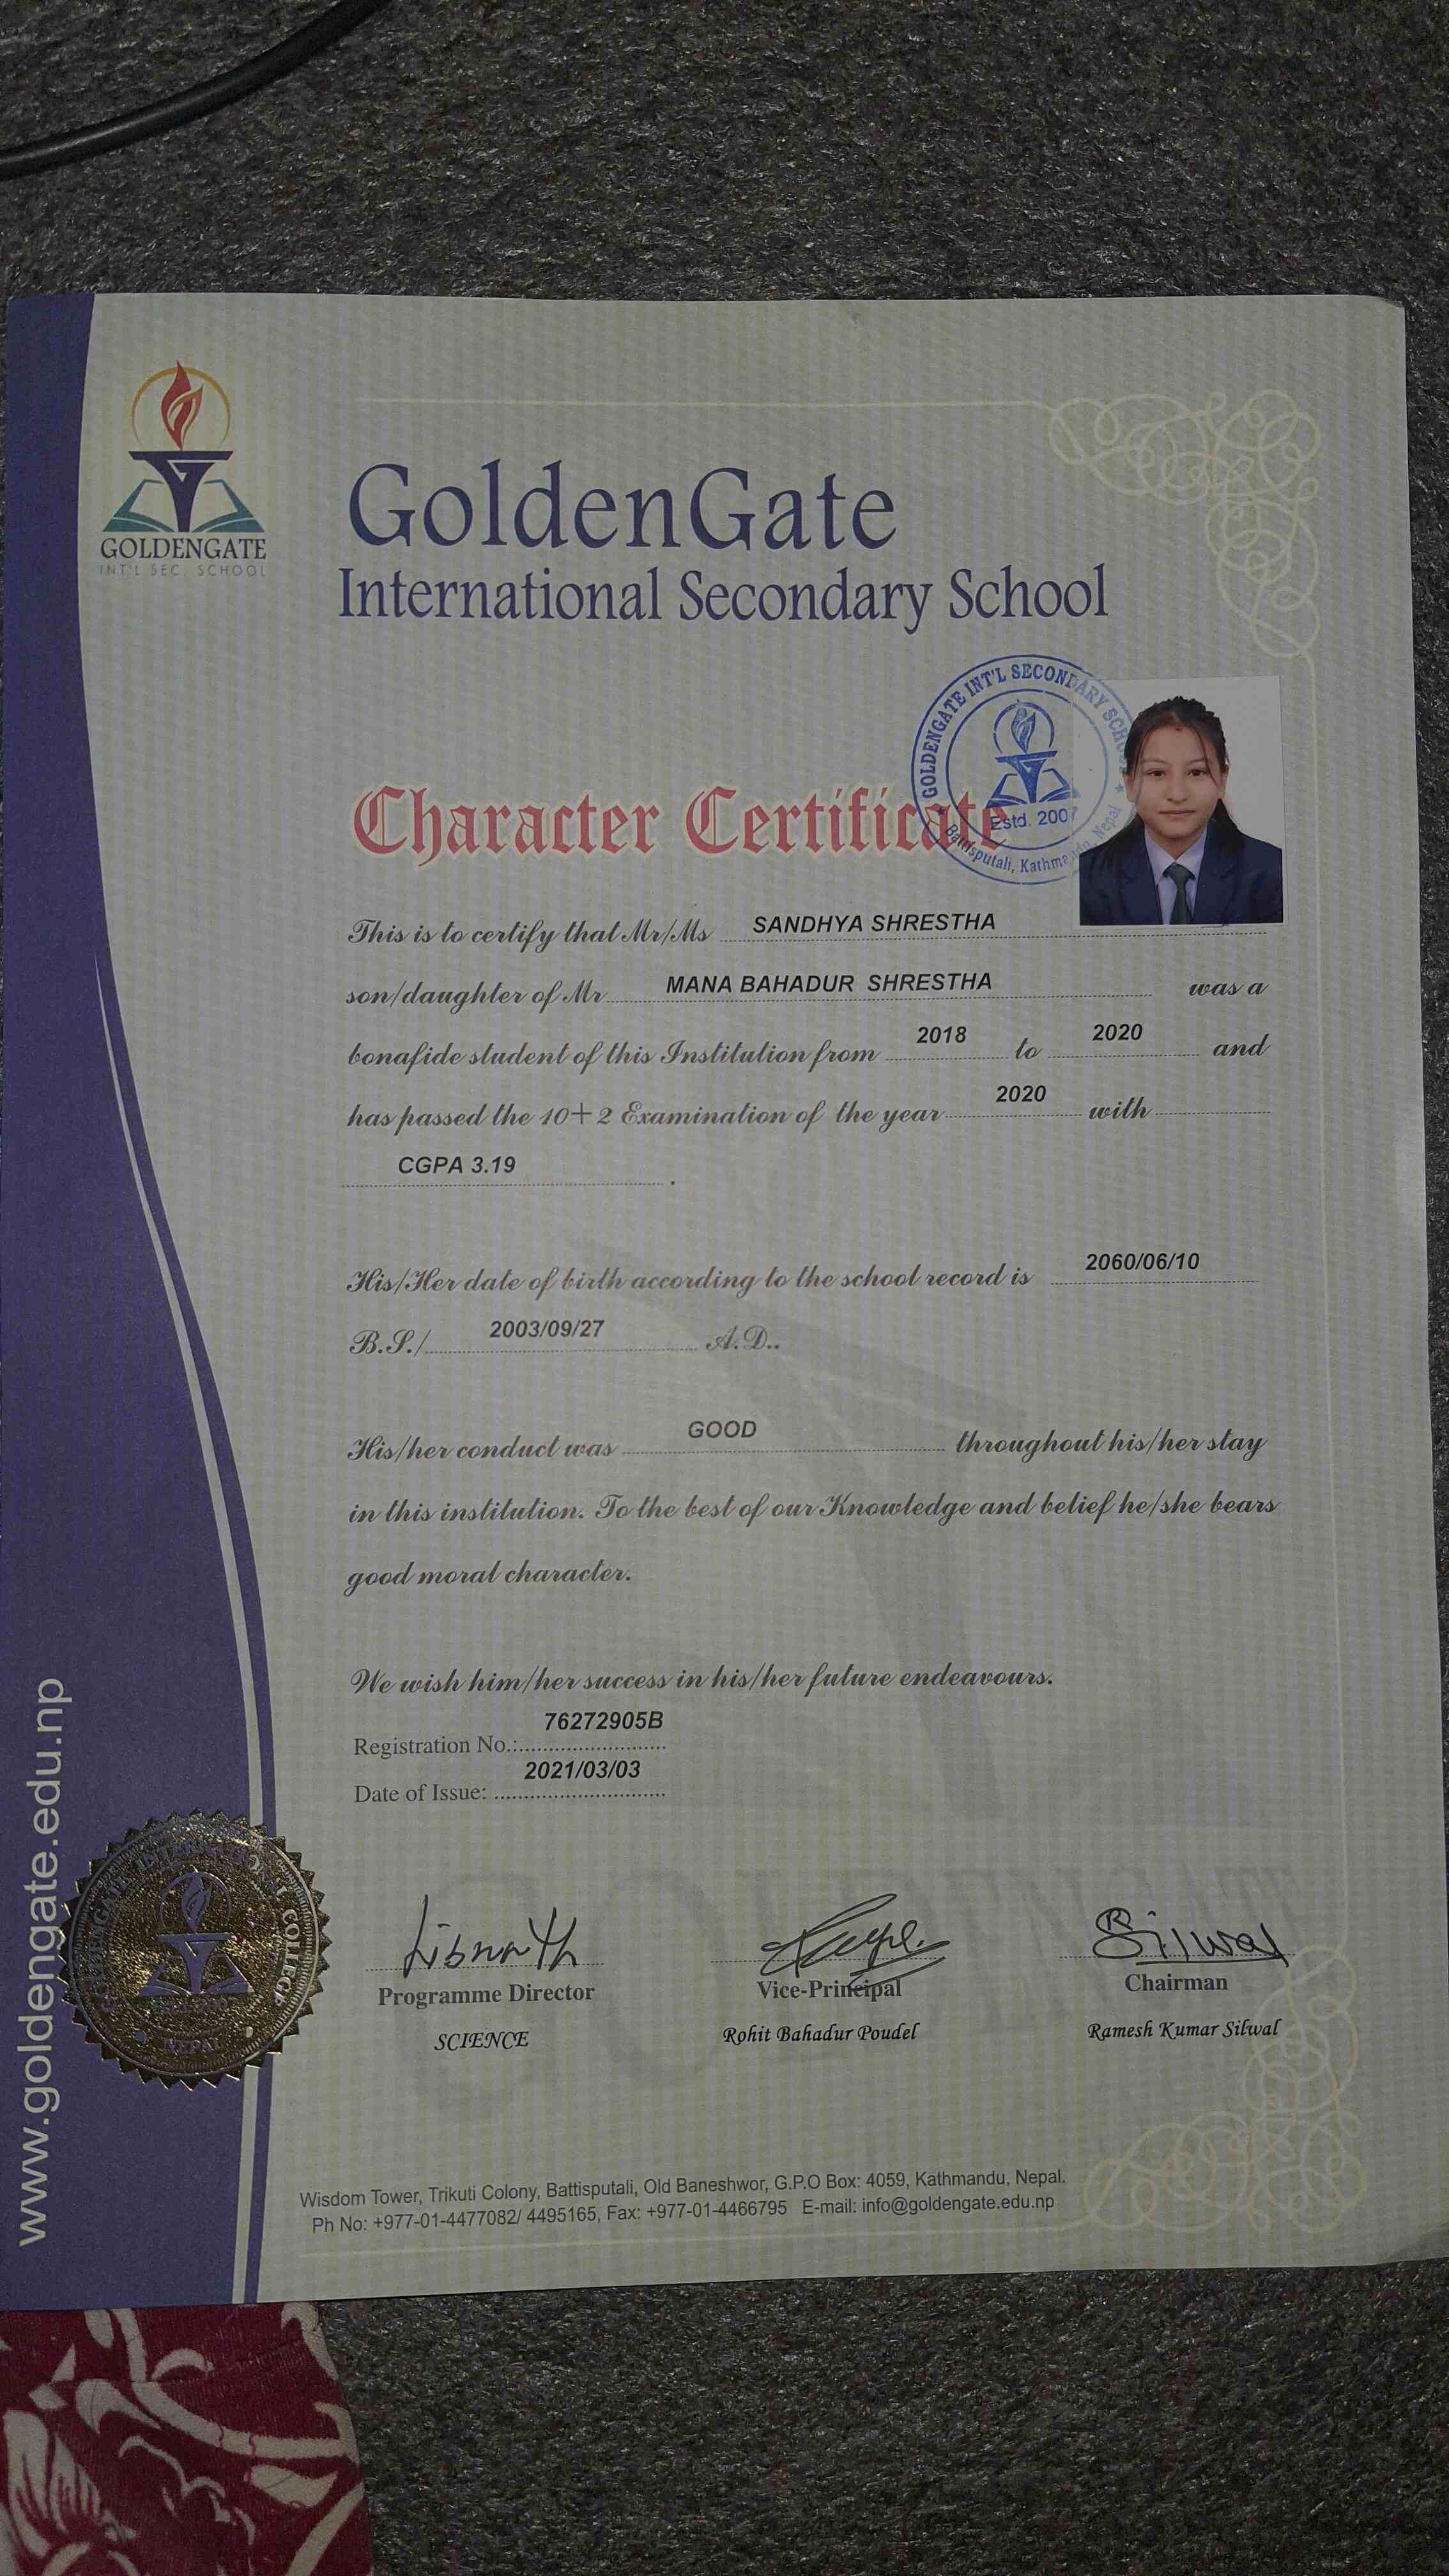 GOLDENGATE
INT'L SEC. SCHOOL
GoldenGate
International Secondary School
GOLDENGATE INT'L SECONDARY SCHOOL
Estd. 2007
Battisputali, Kathmandu, Nepal
Character Certificate
This is to certify that Mr/Ms SANDHYA SHRESTHA
son/daughter of Mr MANA BAHADUR SHRESTHA was a
bonafide student of this Institution from 2018 to 2020 and
has passed the 10+2 Examination of the year 2020 with
CGPA 3.19 .
His/Her date of birth according to the school record is 2060/06/10
B.S./ 2003/09/27 A.D..
His/her conduct was GOOD throughout his/her stay
in this institution. To the best of our Knowledge and belief he/she bears
good moral character.
We wish him/her success in his/her future endeavours.
Registration No.: 76272905B
Date of Issue: 2021/03/03
Silwal
Programme Director Vice-Principal Chairman
SCIENCE Rohit Bahadur Poudel Ramesh Kumar Silwal
COLLEGE
NEPAL
www.goldengate.edu.np
Wisdom Tower, Trikuti Colony, Battisputali, Old Baneshwor, G.P.O Box: 4059, Kathmandu, Nepal.
Ph No: +977-01-4477082/ 4495165, Fax: +977-01-4466795 E-mail: info@goldengate.edu.np